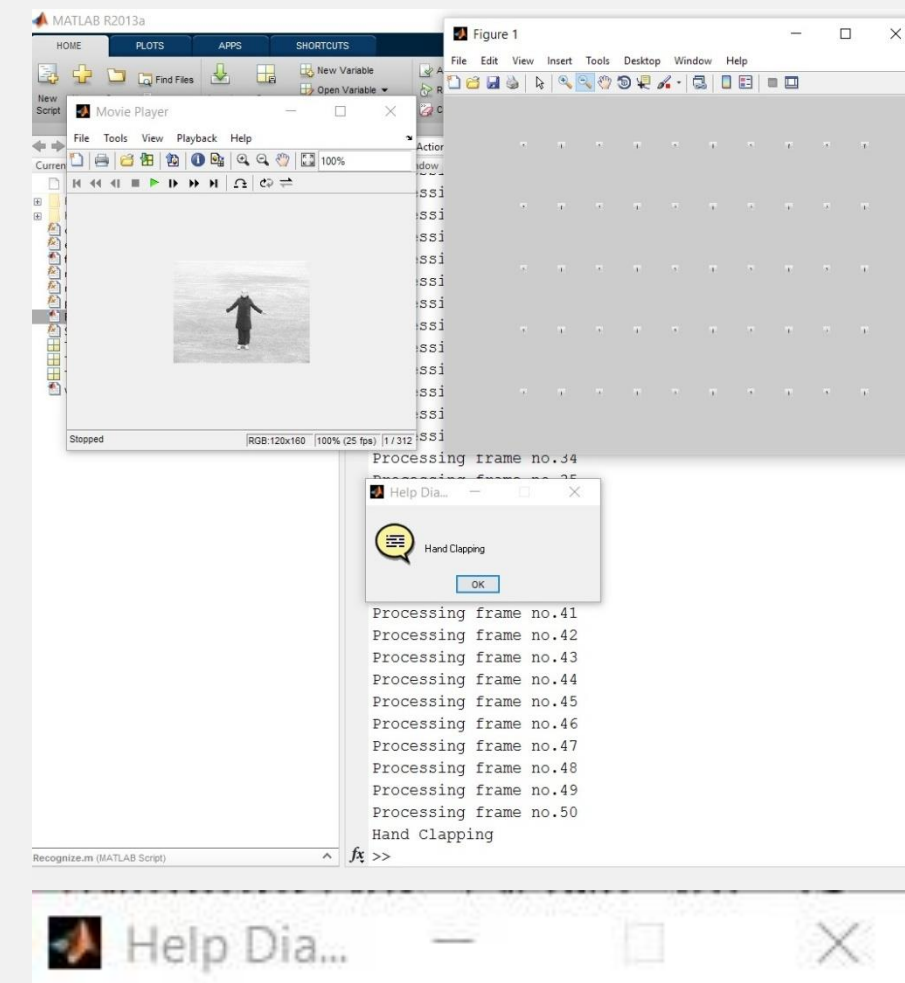 MATLAB R2013a
HOME PLOTS APPS SHORTCUTS
New Script
Find Files
New Variable
Open Variable
Figure 1
File Edit View Insert Tools Desktop Window Help
Movie Player
File Tools View Playback Help
100%
Stopped RGB:120x160 100% (25 fps) 1 / 312
Processing frame no.34
Help Dia...
Hand Clapping
OK
Processing frame no.41
Processing frame no.42
Processing frame no.43
Processing frame no.44
Processing frame no.45
Processing frame no.46
Processing frame no.47
Processing frame no.48
Processing frame no.49
Processing frame no.50
Hand Clapping
fx >>
Recognize.m (MATLAB Script)
Help Dia...